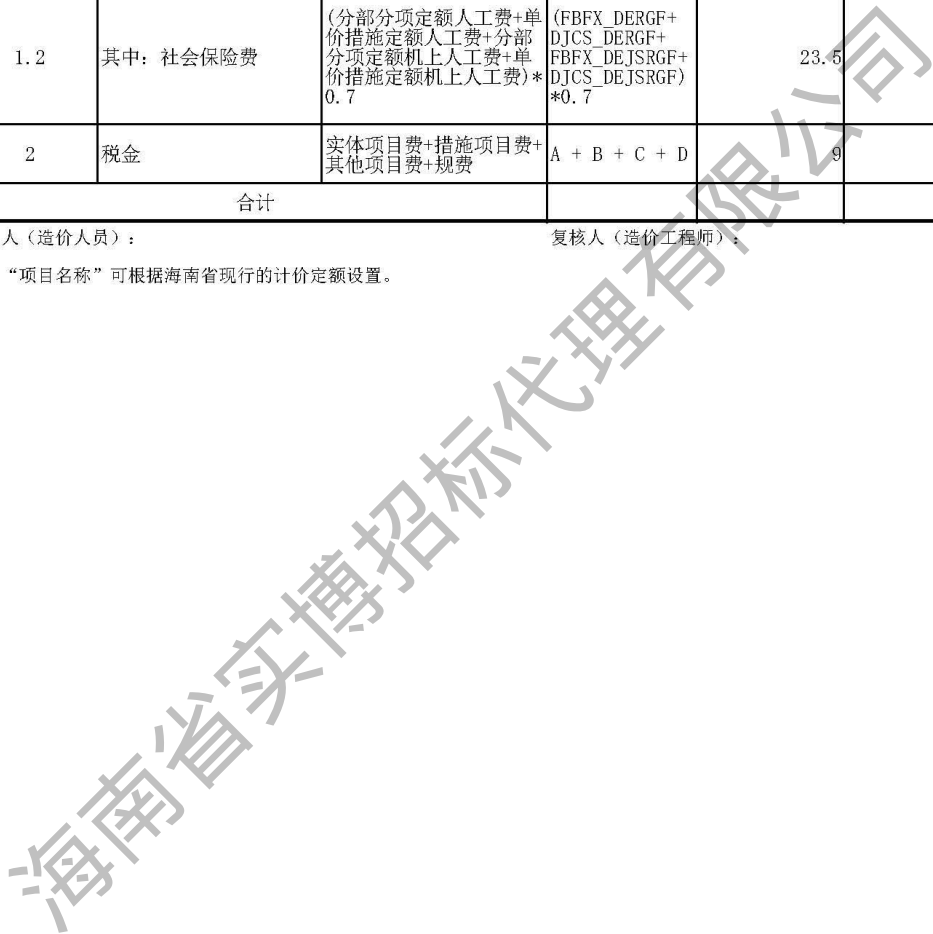 (分部分项定额人工费+单 (FBFX_DERGF+
价措施定额人工费+分部 DJCS_DERGF+
1.2 其中：社会保险费 分项定额机上人工费+单 FBFX_DEJSRGF+ 23.5
价措施定额机上人工费)* DJCS_DEJSRGF)
0.7 *0.7
2 税金 实体项目费+措施项目费+ A + B + C + D 9
其他项目费+规费
合计
人（造价人员）： 复核人（造价工程师）：
“项目名称”可根据海南省现行的计价定额设置。
海南省实博招标代理有限公司